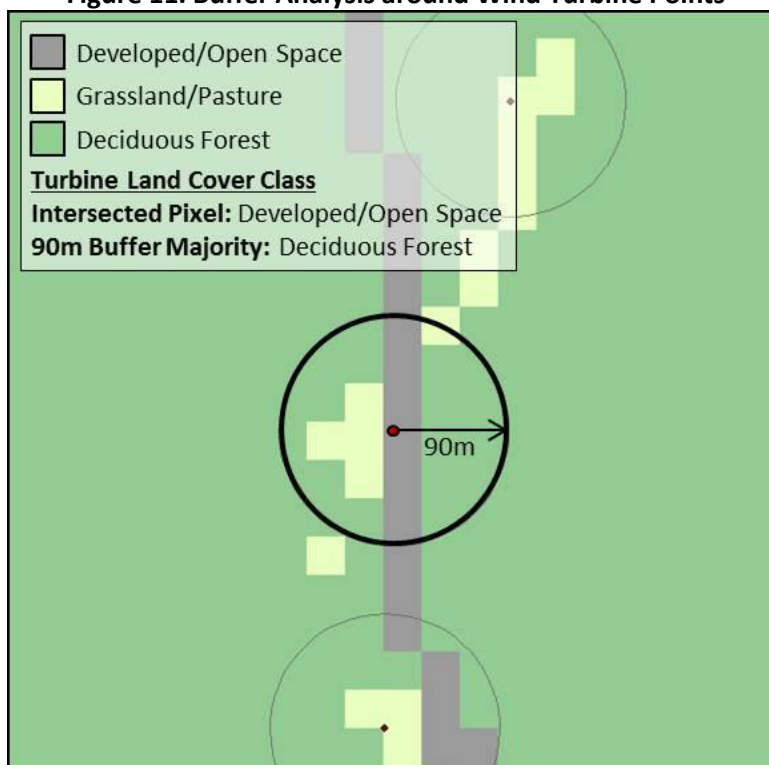 Figure 11. Buffer Analysis around Wind Turbine Points
Developed/Open Space
Grassland/Pasture
Deciduous Forest
Turbine Land Cover Class
Intersected Pixel: Developed/Open Space
90m Buffer Majority: Deciduous Forest
90m